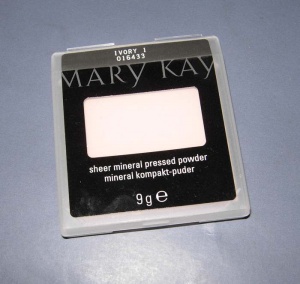 IVORY 1
016433
MARY KAY
sheer mineral pressed powder
mineral kompakt-puder
9g℮